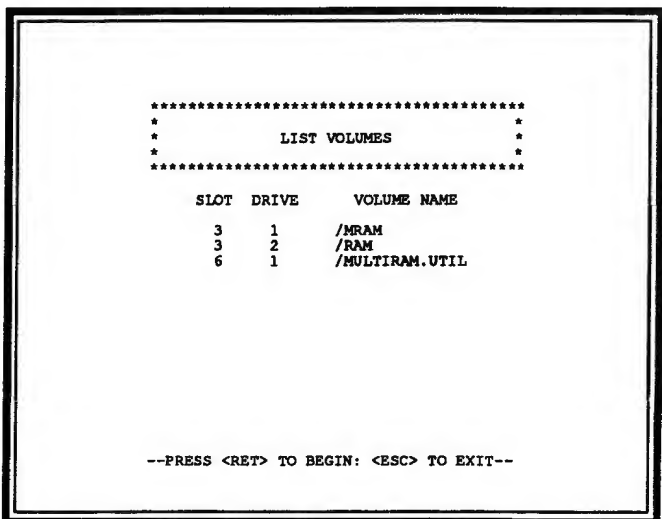 ****************************************
*                                      *
*             LIST VOLUMES             *
*                                      *
****************************************
SLOT DRIVE VOLUME NAME
3 1 /MRAM
3 2 /RAM
6 1 /MULTIRAM.UTIL
--PRESS <RET> TO BEGIN: <ESC> TO EXIT--